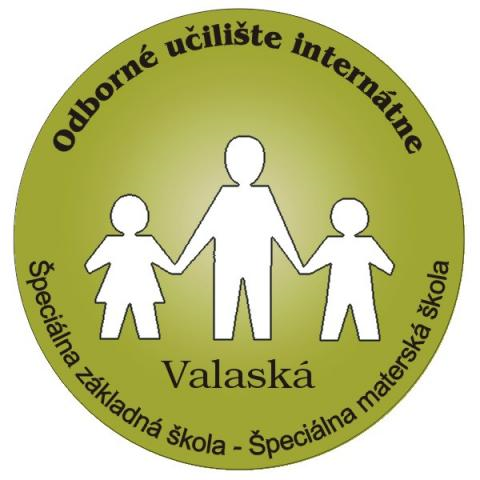 Odborné učilište internátne
Valaská
Špeciálna základná škola - Špeciálna materská škola